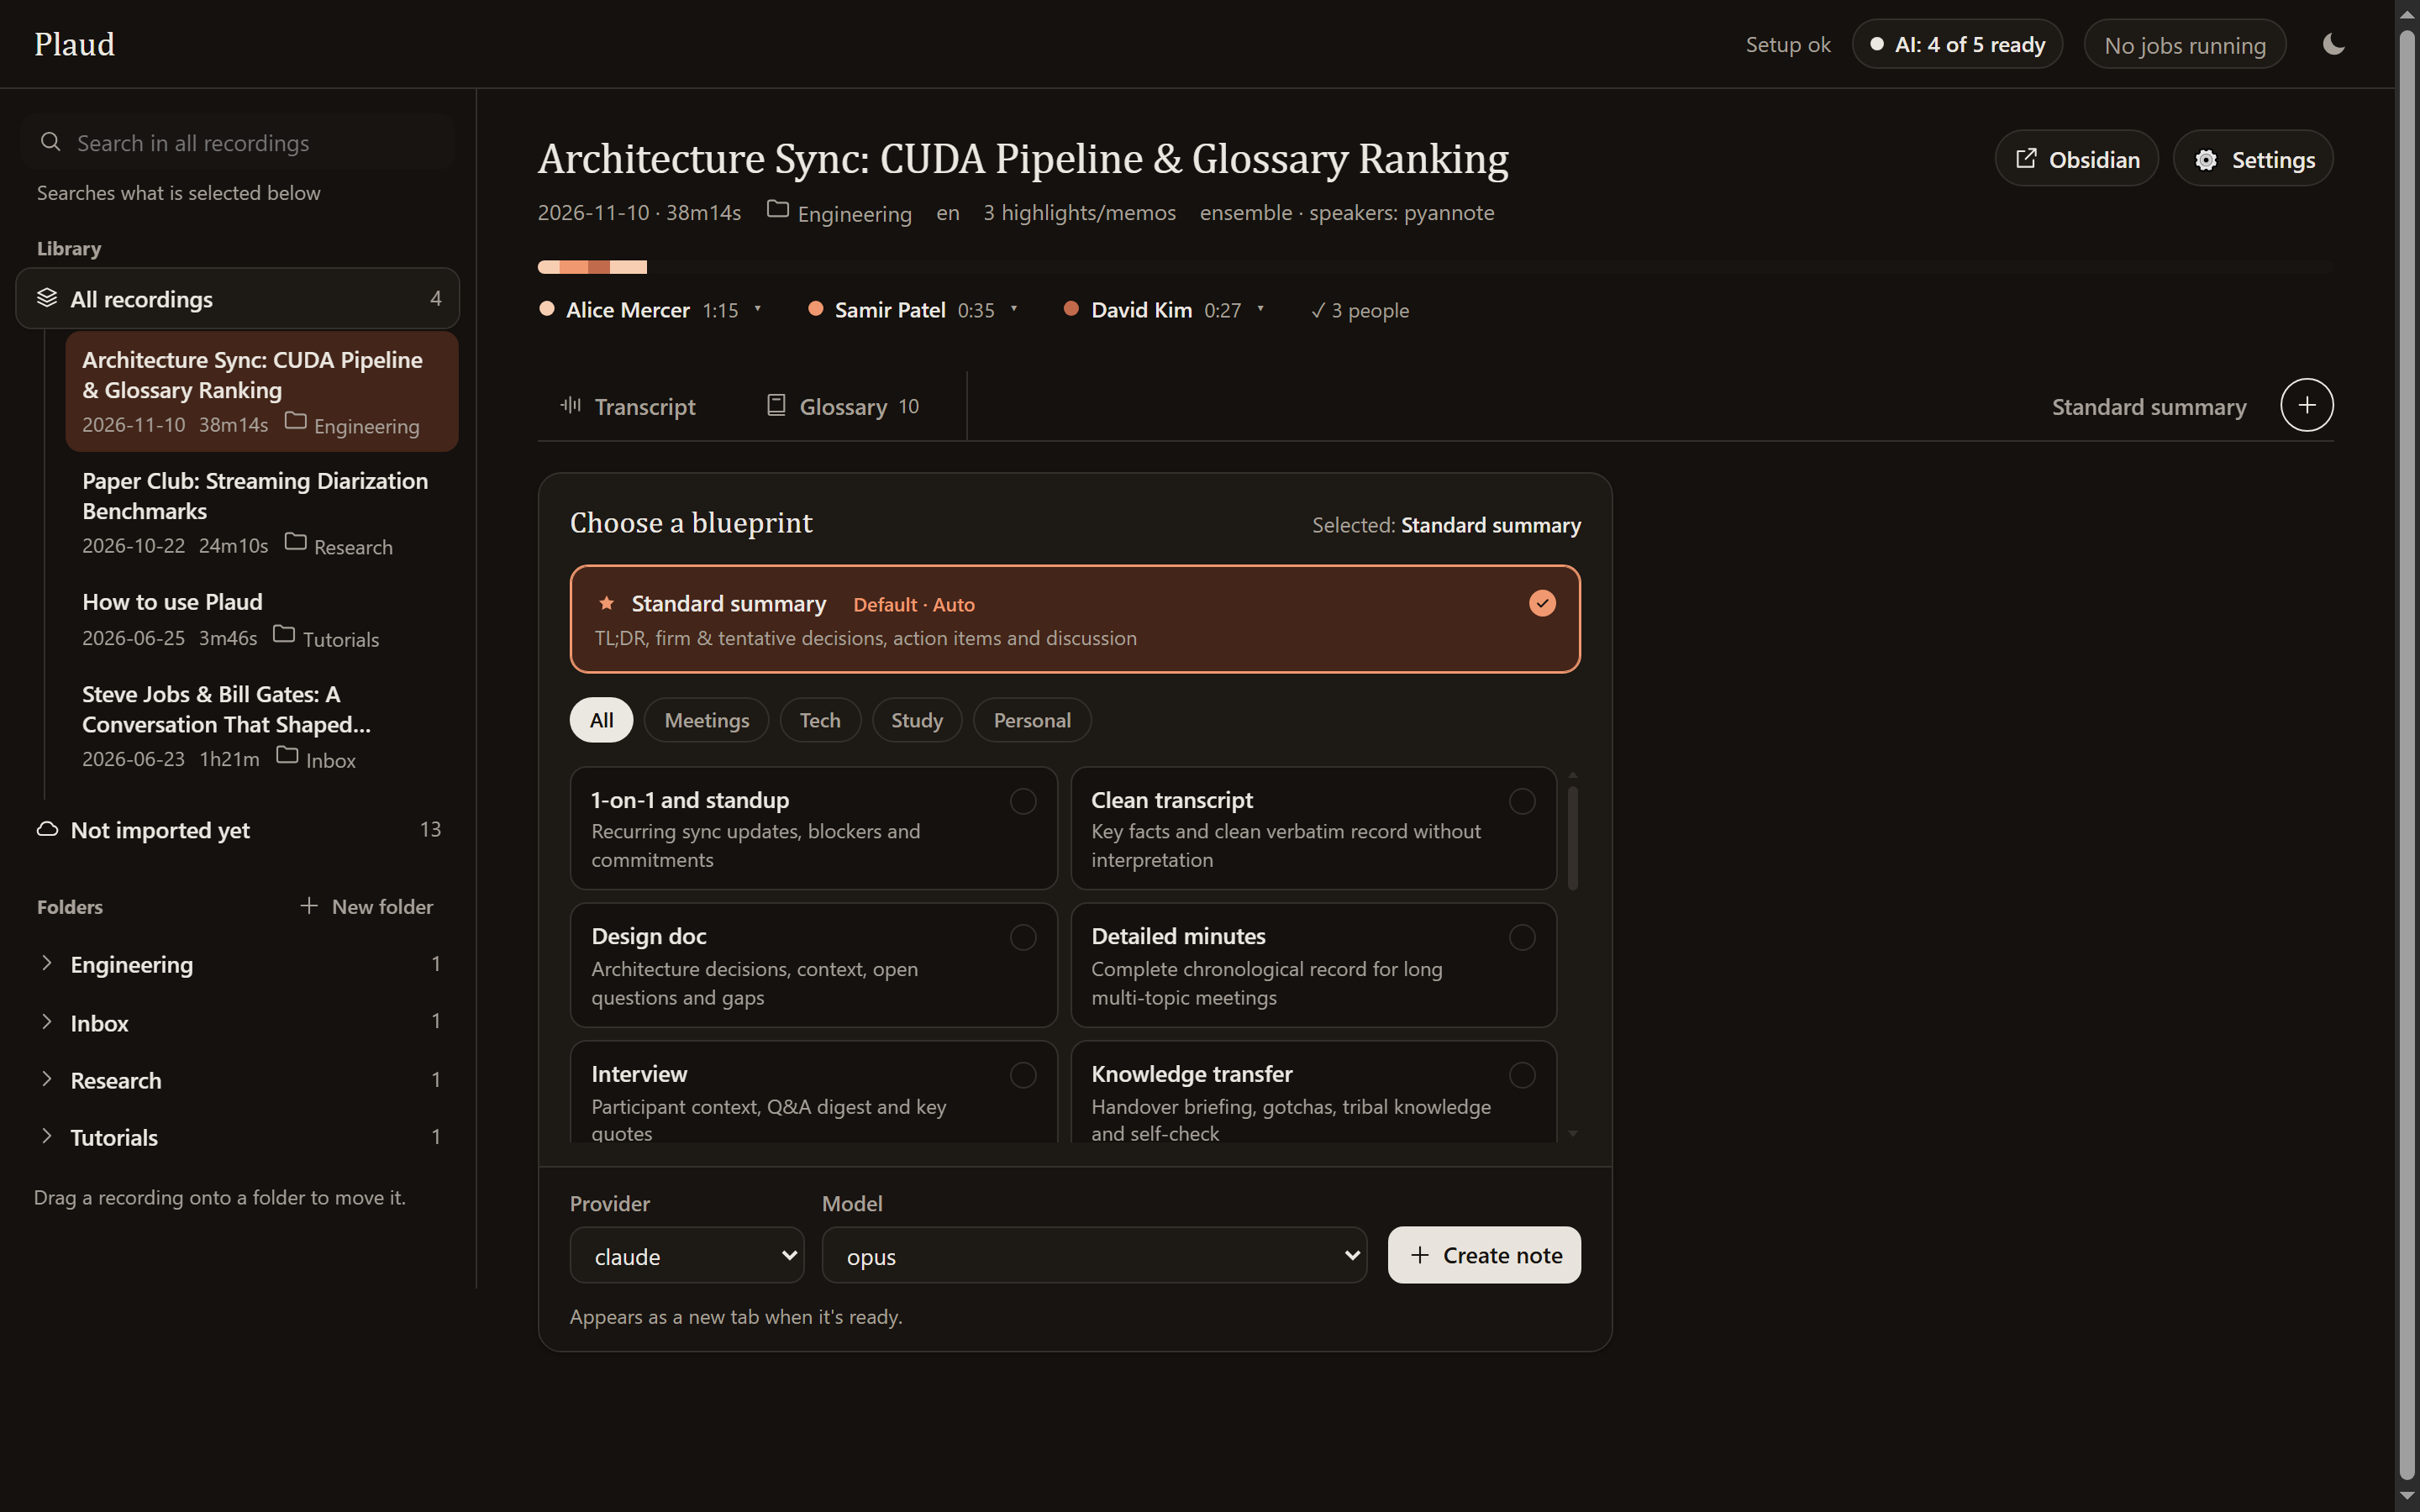 Plaud
Setup ok
AI: 4 of 5 ready
No jobs running
Search in all recordings
Searches what is selected below
Library
All recordings 4
Architecture Sync: CUDA Pipeline
& Glossary Ranking
2026-11-10 38m14s Engineering
Paper Club: Streaming Diarization
Benchmarks
2026-10-22 24m10s Research
How to use Plaud
2026-06-25 3m46s Tutorials
Steve Jobs & Bill Gates: A
Conversation That Shaped...
2026-06-23 1h21m Inbox
Not imported yet 13
Folders + New folder
Engineering 1
Inbox 1
Research 1
Tutorials 1
Drag a recording onto a folder to move it.
Architecture Sync: CUDA Pipeline & Glossary Ranking
Obsidian
Settings
2026-11-10 · 38m14s Engineering en 3 highlights/memos ensemble · speakers: pyannote
Alice Mercer 1:15 Samir Patel 0:35 David Kim 0:27 ✓ 3 people
Transcript
Glossary 10
Standard summary
+
Choose a blueprint
Selected: Standard summary
Standard summary Default · Auto
TL;DR, firm & tentative decisions, action items and discussion
All Meetings Tech Study Personal
1-on-1 and standup
Recurring sync updates, blockers and
commitments
Clean transcript
Key facts and clean verbatim record without
interpretation
Design doc
Architecture decisions, context, open
questions and gaps
Detailed minutes
Complete chronological record for long
multi-topic meetings
Interview
Participant context, Q&A digest and key
quotes
Knowledge transfer
Handover briefing, gotchas, tribal knowledge
and self-check
Provider
claude
Model
opus
+ Create note
Appears as a new tab when it's ready.